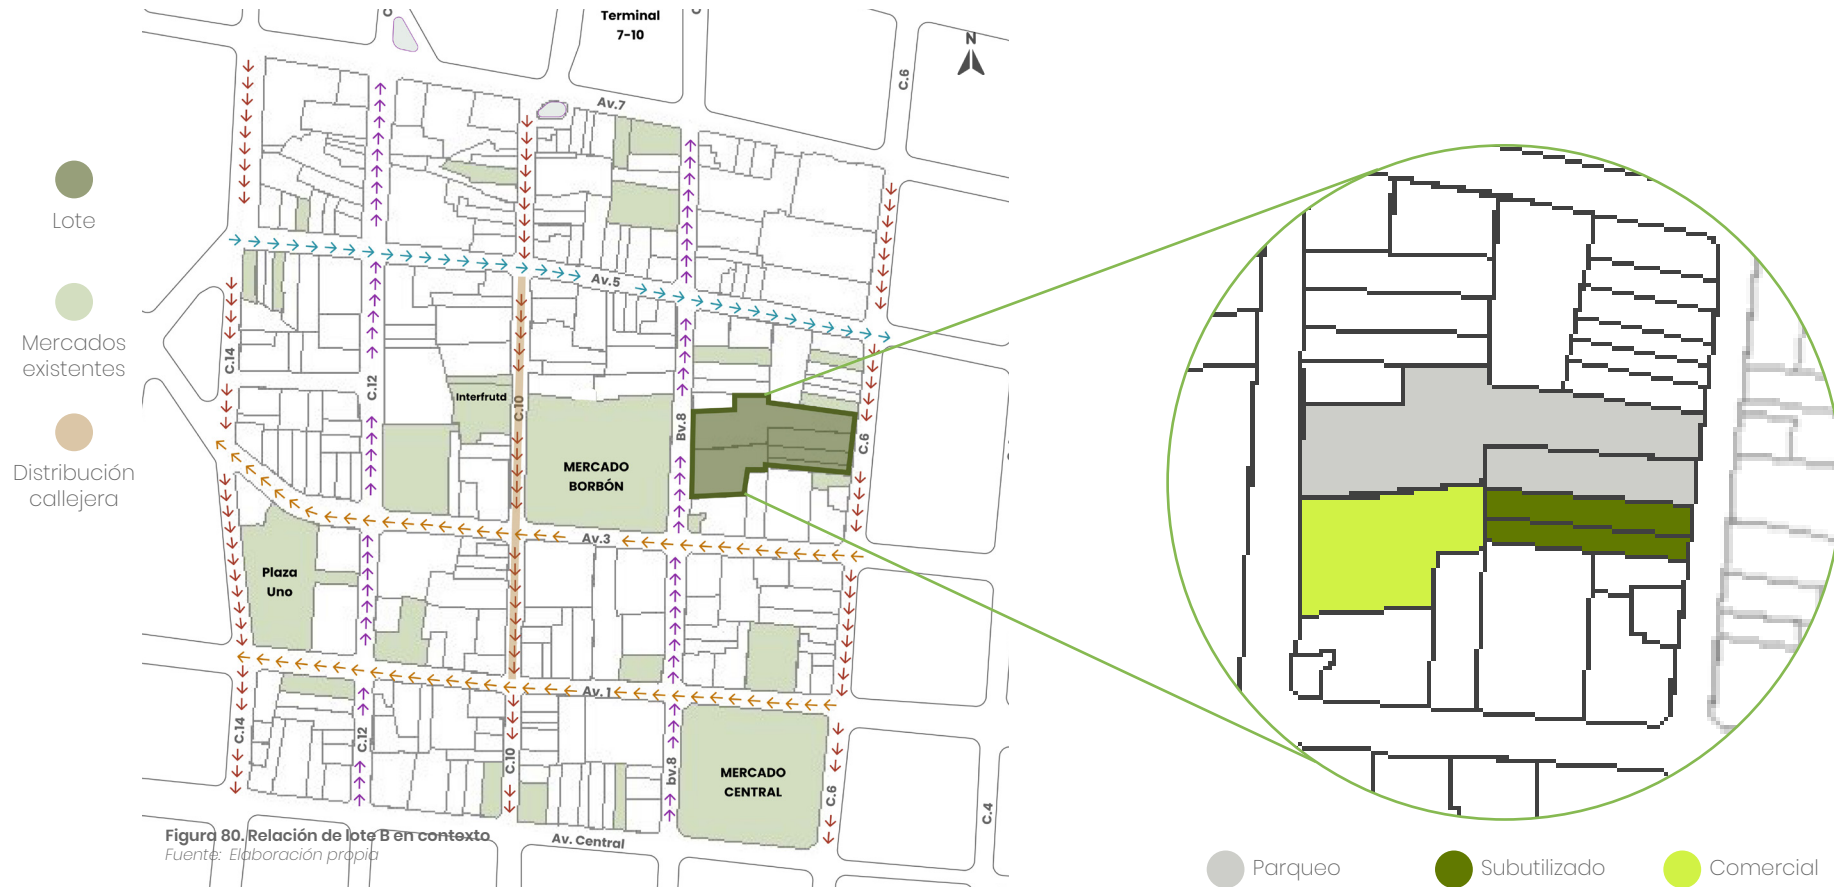 Terminal
7-10
N
C.6
Av.7
Lote
Mercados
existentes
Distribución
callejera
Av.5
C.14
C.12
C.10
Bv.8
C.6
Interfrutd
MERCADO
BORBÓN
Av.3
Plaza
Uno
Av.1
C.14
C.12
C.10
bv.8
C.6
C.4
MERCADO
CENTRAL
Av. Central
Figura 80. Relación de lote B en contexto
Fuente: Elaboración propia
Parqueo
Subutilizado
Comercial